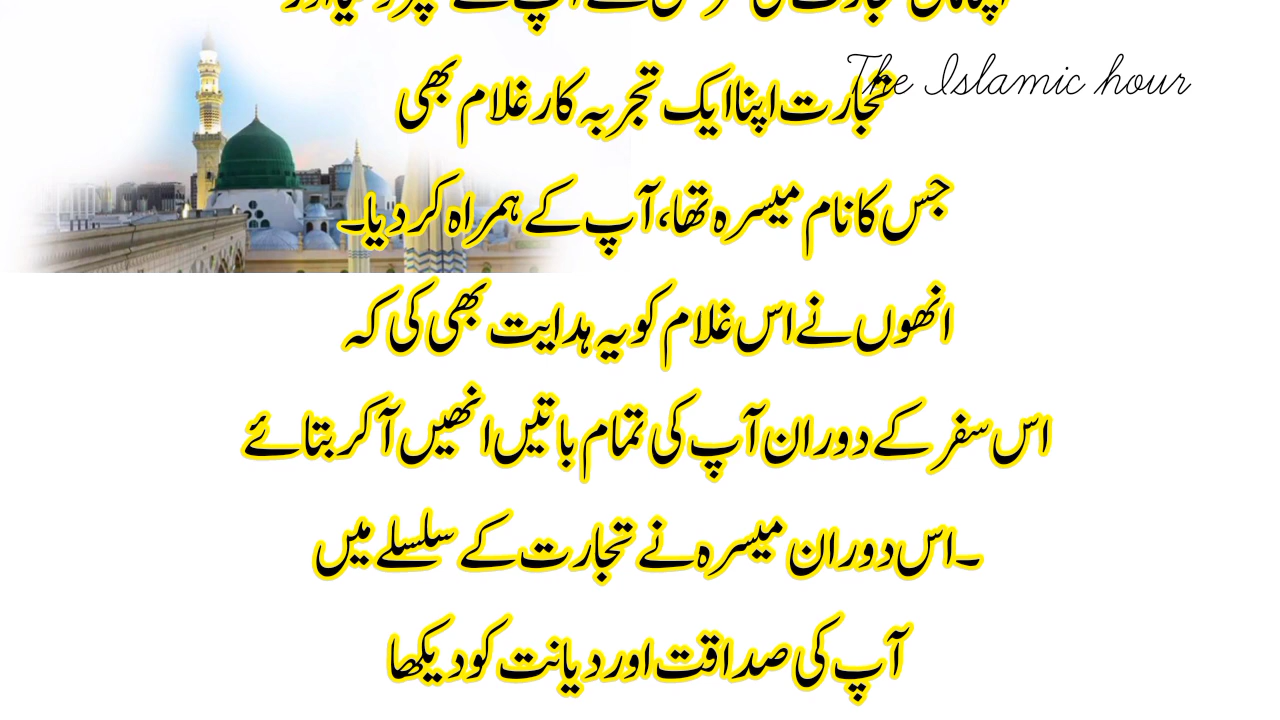 The Islamic hour
تجارت اپنا ایک تجربہ کار غلام بھی
جس کا نام میسرہ تھا، آپ کے ہمراہ کر دیا۔
انھوں نے اس غلام کو یہ ہدایت بھی کی کہ
اس سفر کے دوران آپ کی تمام باتیں انھیں آ کر بتائے
۔اس دوران میسرہ نے تجارت کے سلسلے میں
آپ کی صداقت اور دیانت کو دیکھا